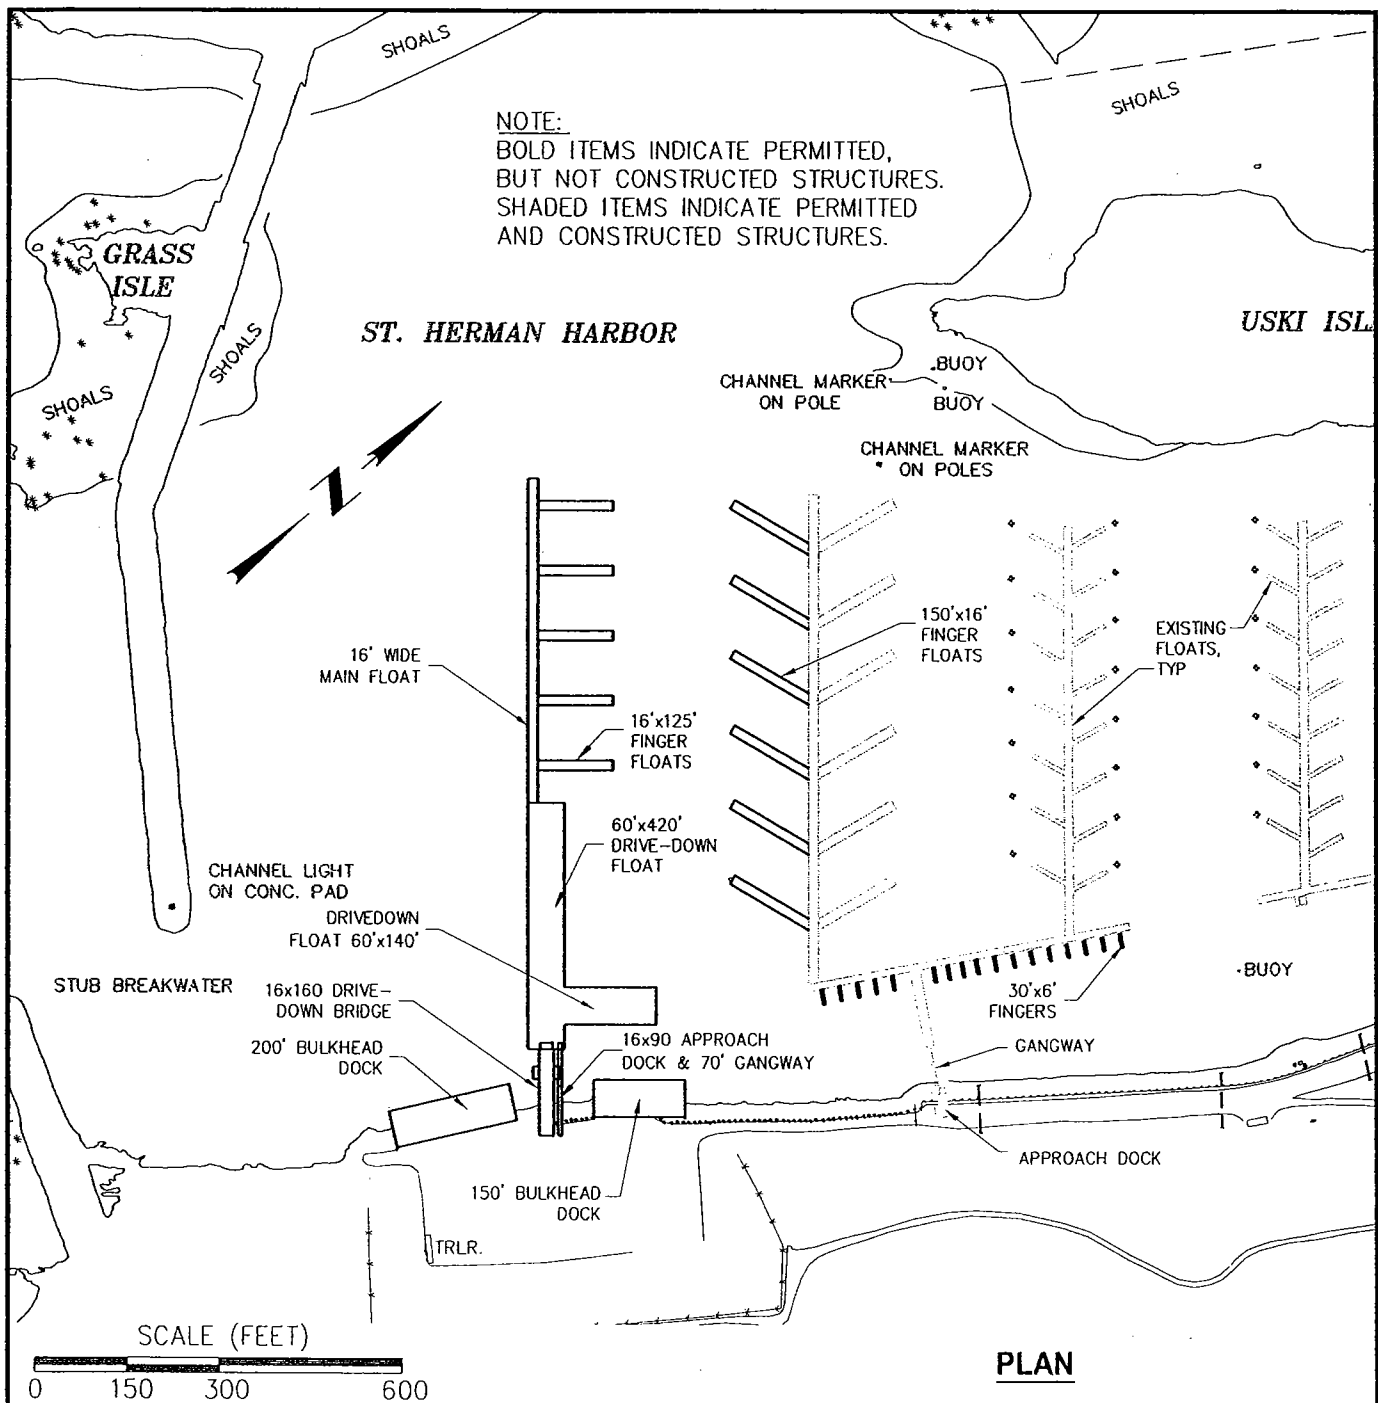 SHOALS
SHOALS
NOTE:
BOLD ITEMS INDICATE PERMITTED,
BUT NOT CONSTRUCTED STRUCTURES.
SHADED ITEMS INDICATE PERMITTED
AND CONSTRUCTED STRUCTURES.
GRASS
ISLE
ST. HERMAN HARBOR
USKI ISL
SHOALS
SHOALS
BUOY
CHANNEL MARKER
ON POLE
BUOY
CHANNEL MARKER
ON POLES
N
16' WIDE
MAIN FLOAT
150'x16'
FINGER
FLOATS
EXISTING
FLOATS,
TYP
16'x125'
FINGER
FLOATS
60'x420'
DRIVE-DOWN
FLOAT
CHANNEL LIGHT
ON CONC. PAD
DRIVEDOWN
FLOAT 60'x140'
STUB BREAKWATER
16x160 DRIVE-
DOWN BRIDGE
BUOY
30'x6'
FINGERS
200' BULKHEAD
DOCK
16x90 APPROACH
DOCK & 70' GANGWAY
GANGWAY
APPROACH DOCK
150' BULKHEAD
DOCK
TRLR.
SCALE (FEET)
0 150 300 600
PLAN